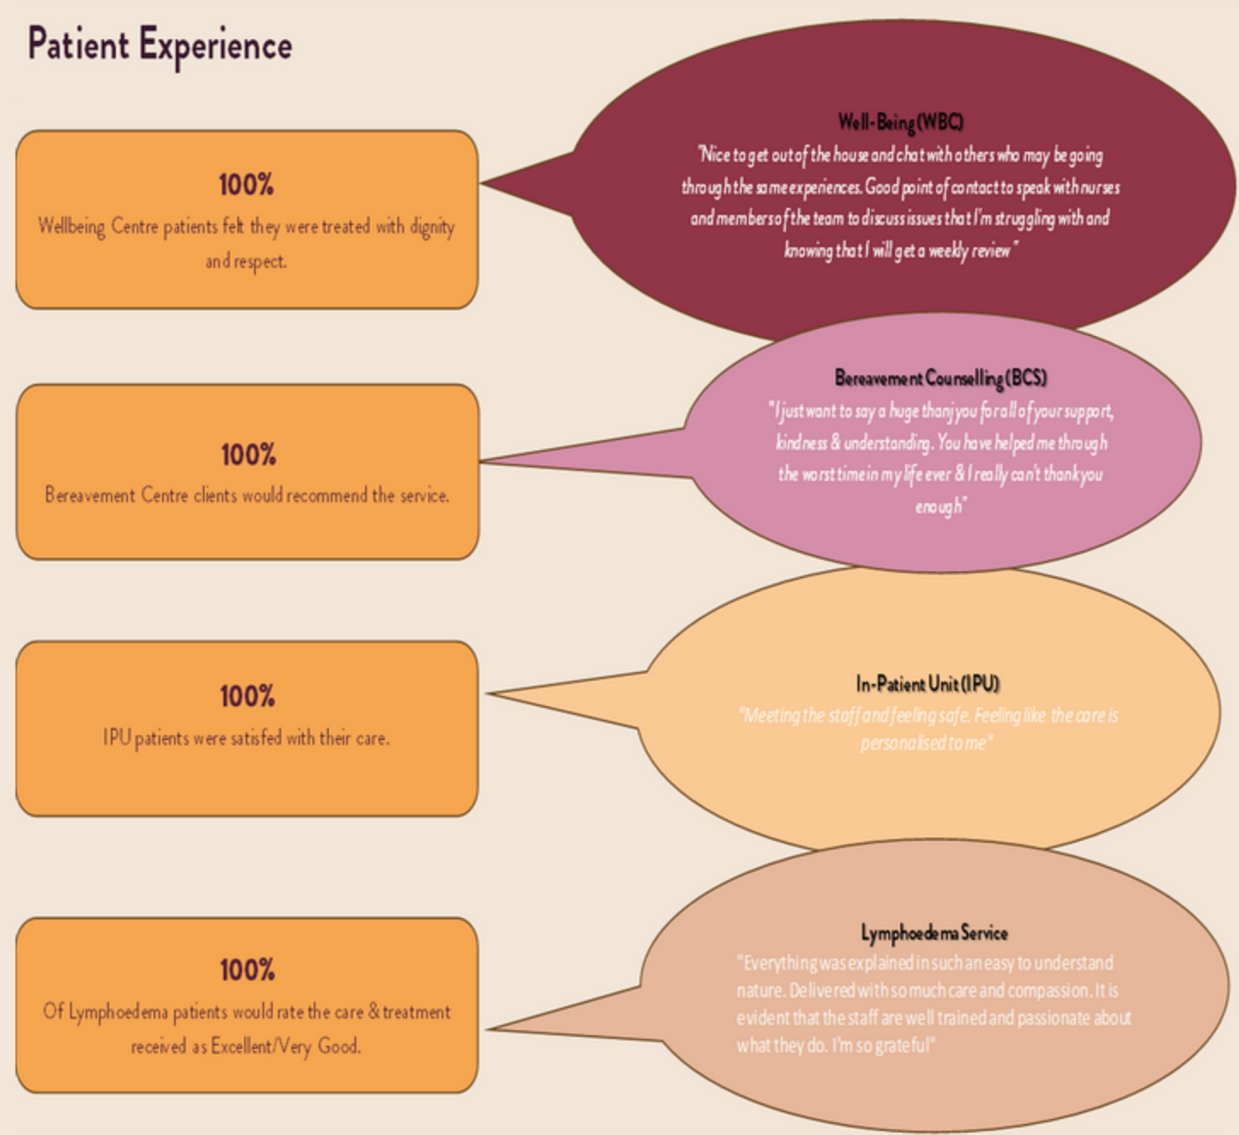 Patient Experience
100%
Wellbeing Centre patients felt they were treated with dignity
and respect.
Well-Being (WBC)
"Nice to get out of the house and chat with others who may be going
through the same experiences. Good point of contact to speak with nurses
and members of the team to discuss issues that I'm struggling with and
knowing that I will get a weekly review"
100%
Bereavement Centre clients would recommend the service.
Bereavement Counselling (BCS)
"I just want to say a huge thanj you for all of your support,
kindness & understanding. You have helped me through
the worst time in my life ever & I really can't thank you
enough"
100%
IPU patients were satisfed with their care.
In-Patient Unit (IPU)
"Meeting the staff and feeling safe. Feeling like the care is
personalised to me"
100%
Of Lymphoedema patients would rate the care & treatment
received as Excellent/Very Good.
Lymphoedema Service
"Everything was explained in such an easy to understand
nature. Delivered with so much care and compassion. It is
evident that the staff are well trained and passionate about
what they do. I'm so grateful"